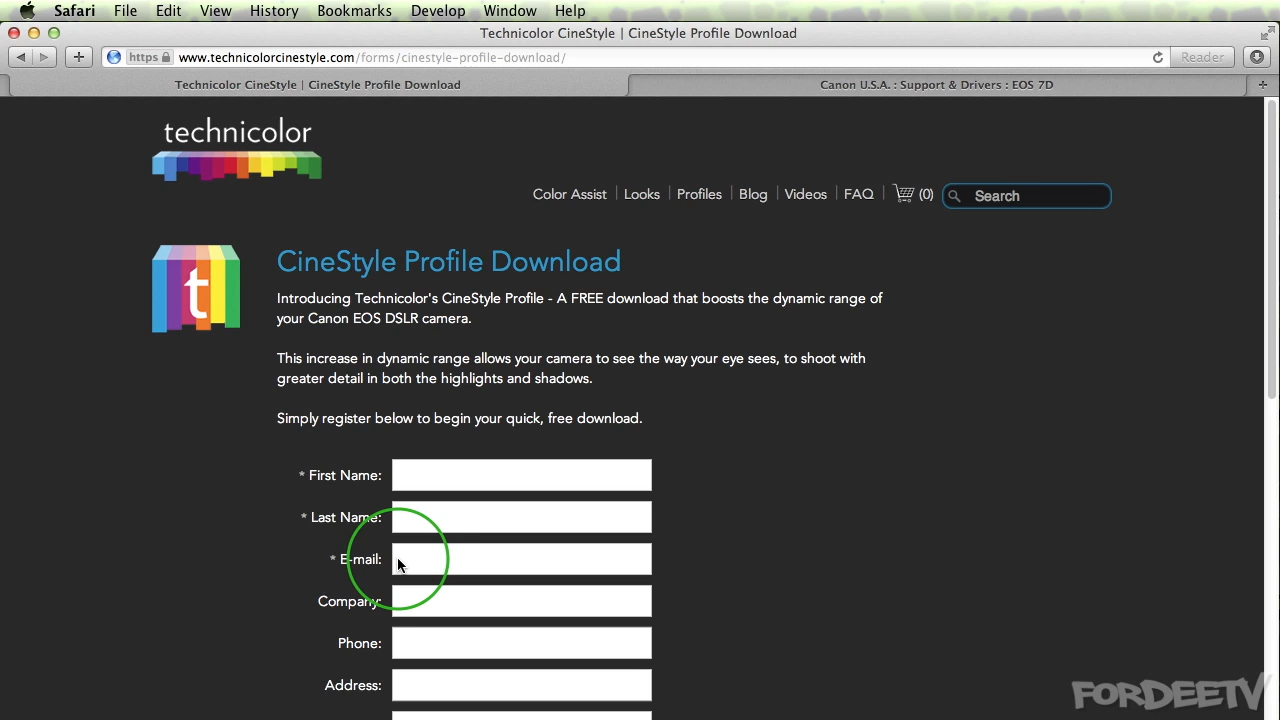 Safari File Edit View History Bookmarks Develop Window Help
Technicolor CineStyle | CineStyle Profile Download
https www.technicolorcinestyle.com/forms/cinestyle-profile-download/ Reader
Technicolor CineStyle | CineStyle Profile Download
Canon U.S.A. : Support & Drivers : EOS 7D
technicolor
Color Assist Looks Profiles Blog Videos FAQ (0) Search
t
CineStyle Profile Download
Introducing Technicolor's CineStyle Profile - A FREE download that boosts the dynamic range of
your Canon EOS DSLR camera.
This increase in dynamic range allows your camera to see the way your eye sees, to shoot with
greater detail in both the highlights and shadows.
Simply register below to begin your quick, free download.
* First Name:
* Last Name:
* E-mail:
Company:
Phone:
Address:
FORDEETV